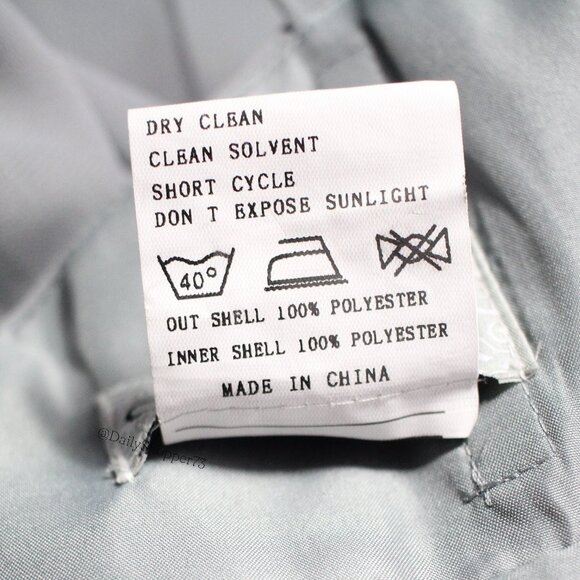 DRY CLEAN
CLEAN SOLVENT
SHORT CYCLE
DON T EXPOSE SUNLIGHT
40°
OUT SHELL 100% POLYESTER
INNER SHELL 100% POLYESTER
MADE IN CHINA